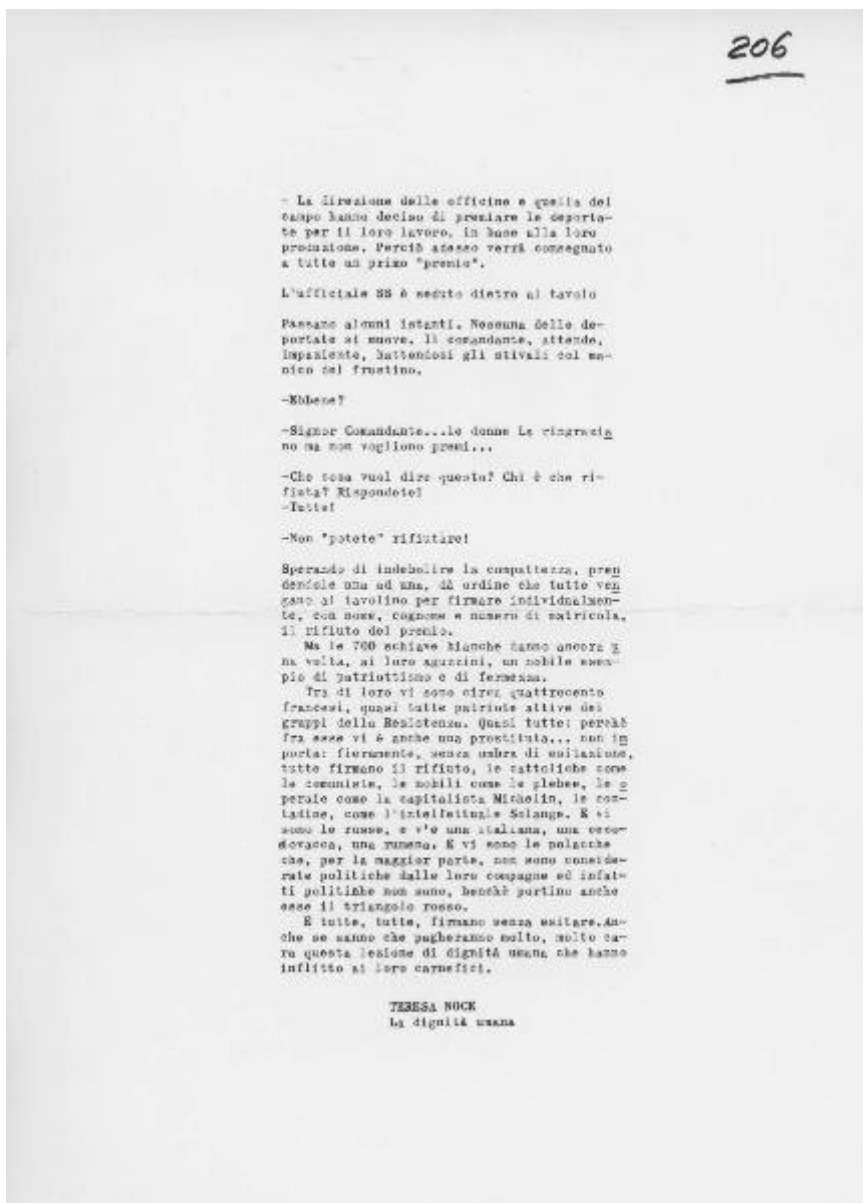 206
- La direzione delle officine e quella del
campo hanno deciso di premiare le deporta-
te per il loro lavoro, in base alla loro
produzione. Perciò adesso verrà consegnato
a tutte un primo "premio".
L'ufficiale SS è seduto dietro al tavolo
Passano alcuni istanti. Nessuna delle de-
portate si muove. Il comandante, attende,
impaziente, battendosi gli stivali col ma-
nico del frustino.
-Ebbene?
-Signor Comandante...le donne La ringrazia
no ma non vogliono premi...
-Che cosa vuol dire questo? Chi è che ri-
fiuta? Rispondete!
-Tutte!
-Non "potete" rifiutare!
Sperando di indebolire la compattezza, pren
dendole una ad una, dà ordine che tutte ven
gano al tavolino per firmare individualmen-
te, con nome, cognome e numero di matricola,
il rifiuto del premio.
Ma le 700 schiave bianche danno ancora u
na volta, ai loro aguzzini, un nobile esem-
pio di patriottismo e di fermezza.
Tra di loro vi sono circa quattrocento
francesi, quasi tutte patriote attive dei
gruppi della Resistenza. Quasi tutte: perchè
fra esse vi è anche una prostituta... non im
porta: fieramente, senza ombra di esitazione,
tutte firmano il rifiuto, le cattoliche come
le comuniste, le nobili come le plebee, le o
peraie come la capitalista Michelin, le con-
tadine, come l'intellettuale Solange. E vi
sono le russe, e v'è una italiana, una ceco-
slovacca, una rumena. E vi sono le polacche
che, per la maggior parte, non sono conside-
rate politiche dalle loro compagne ed infat-
ti politiche non sono, benchè portino anche
esse il triangolo rosso.
E tutte, tutte, firmano senza esitare.An-
che se sanno che pagheranno molto, molto ca-
ra questa lezione di dignità umana che hanno
inflitto ai loro carnefici.
TERESA NOCE
La dignità umana